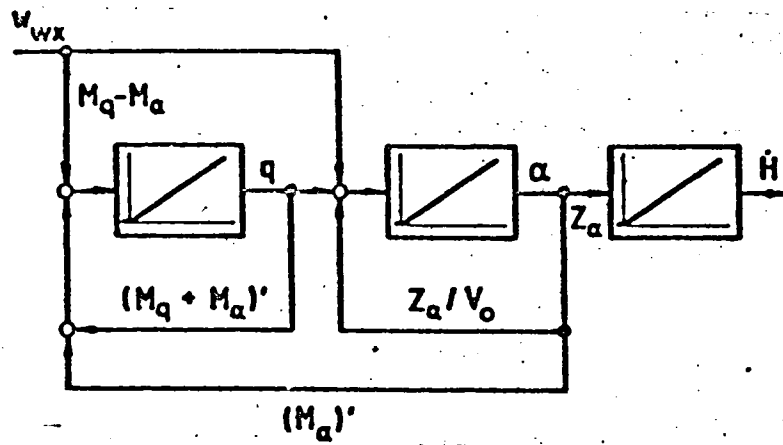 w_wx
M_q-M_α
q
α
Z_α
Ḣ
(M_q + M_α)'
Z_α/V_o
(M_α)'